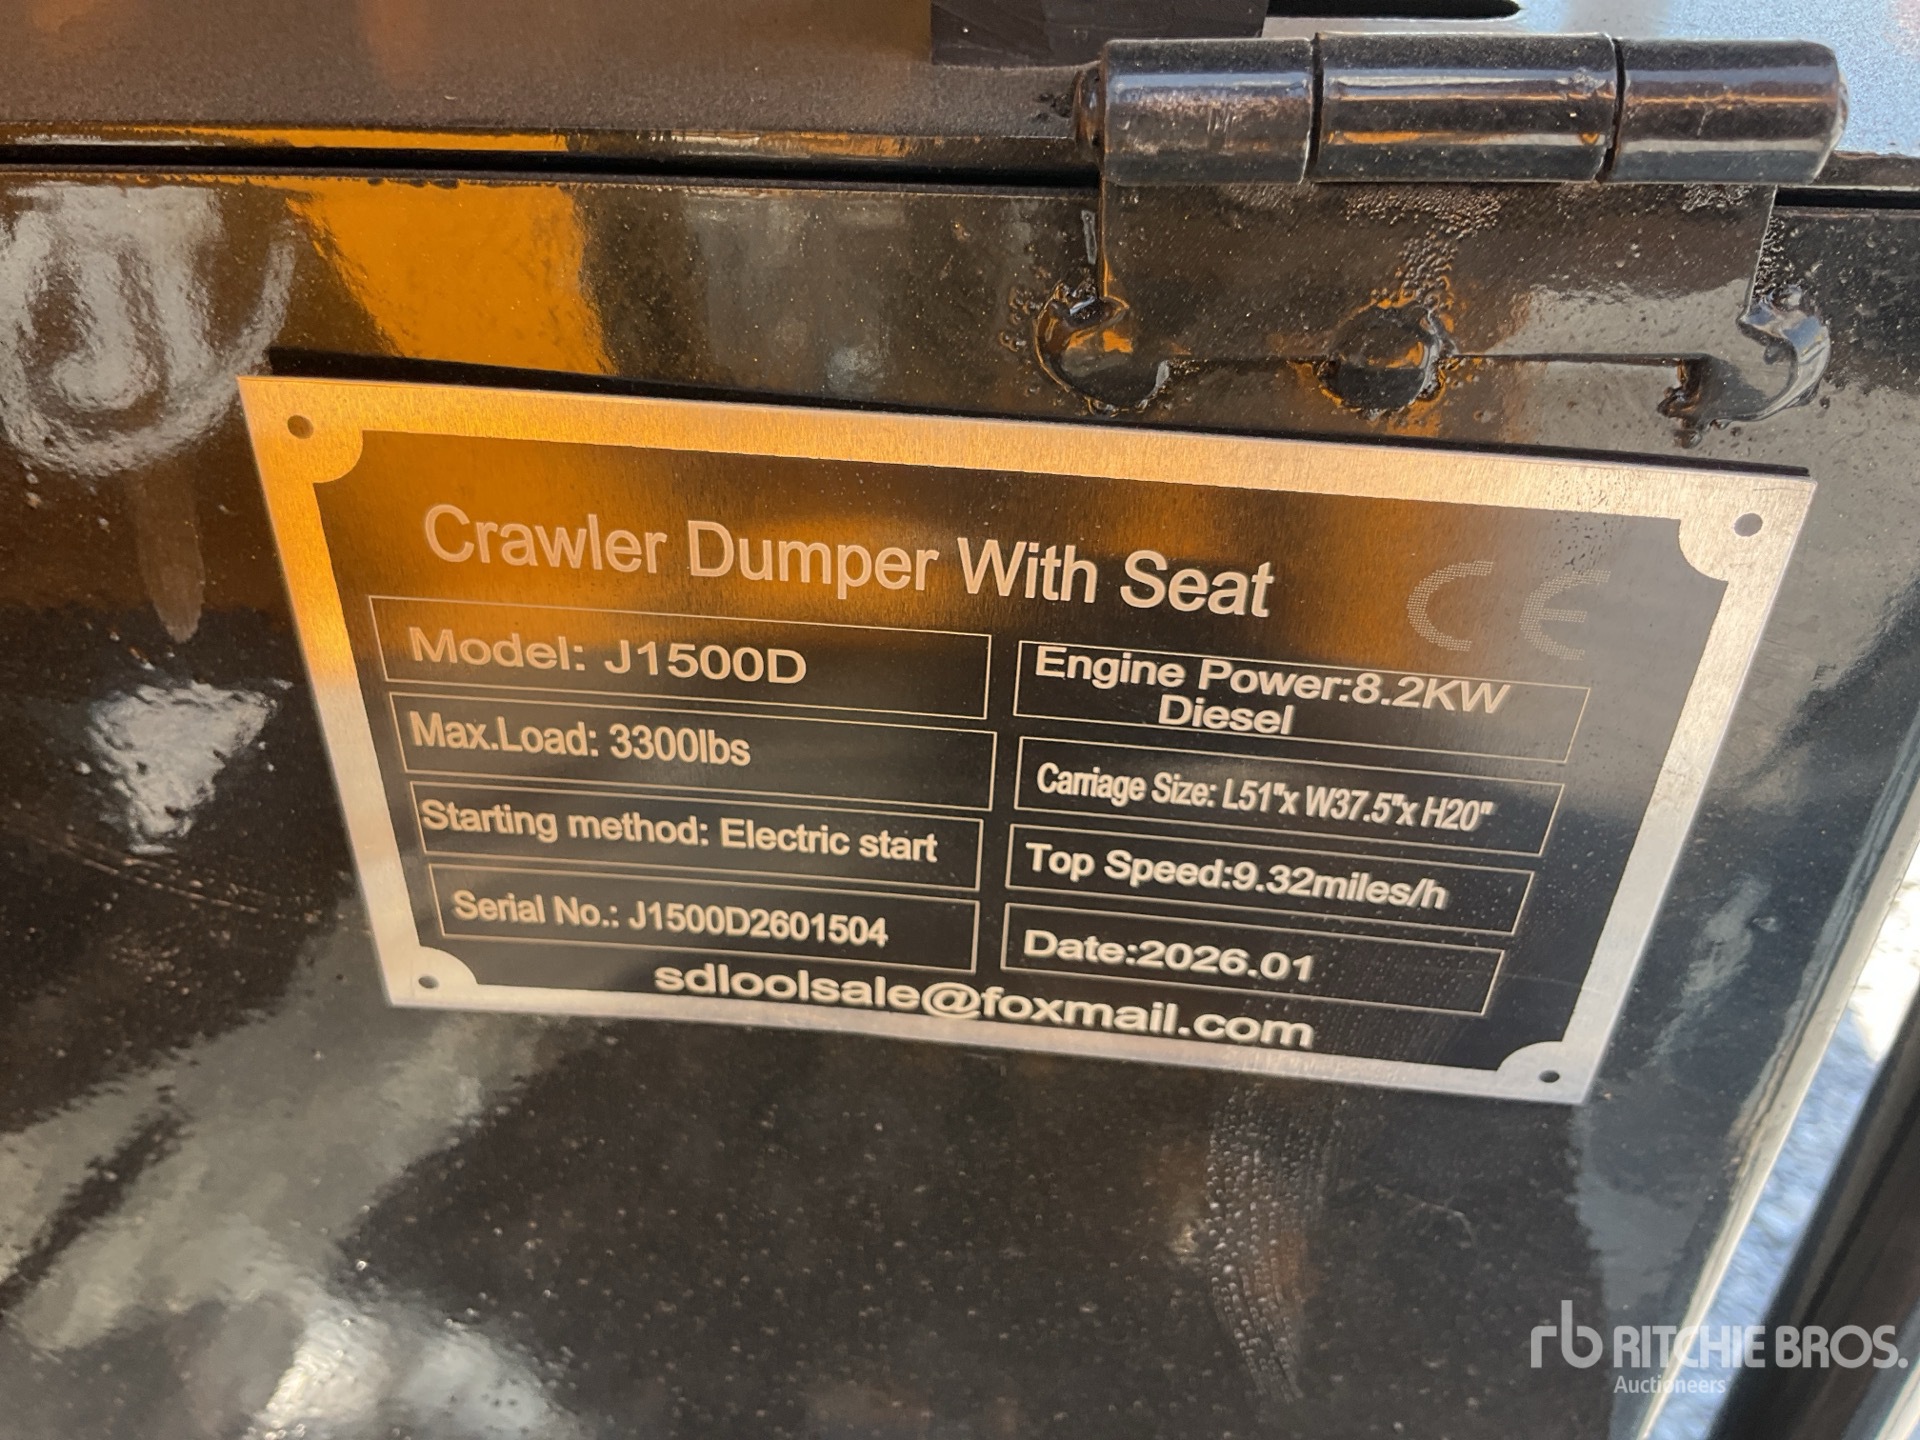 Crawler Dumper With Seat
CE
Model: J1500D
Engine Power:8.2KW
Diesel
Max.Load: 3300lbs
Carriage Size: L51"x W37.5"x H20"
Starting method: Electric start
Top Speed:9.32miles/h
Serial No.: J1500D2601504
Date:2026.01
sdloolsale@foxmail.com
rb RITCHIE BROS.
Auctioneers